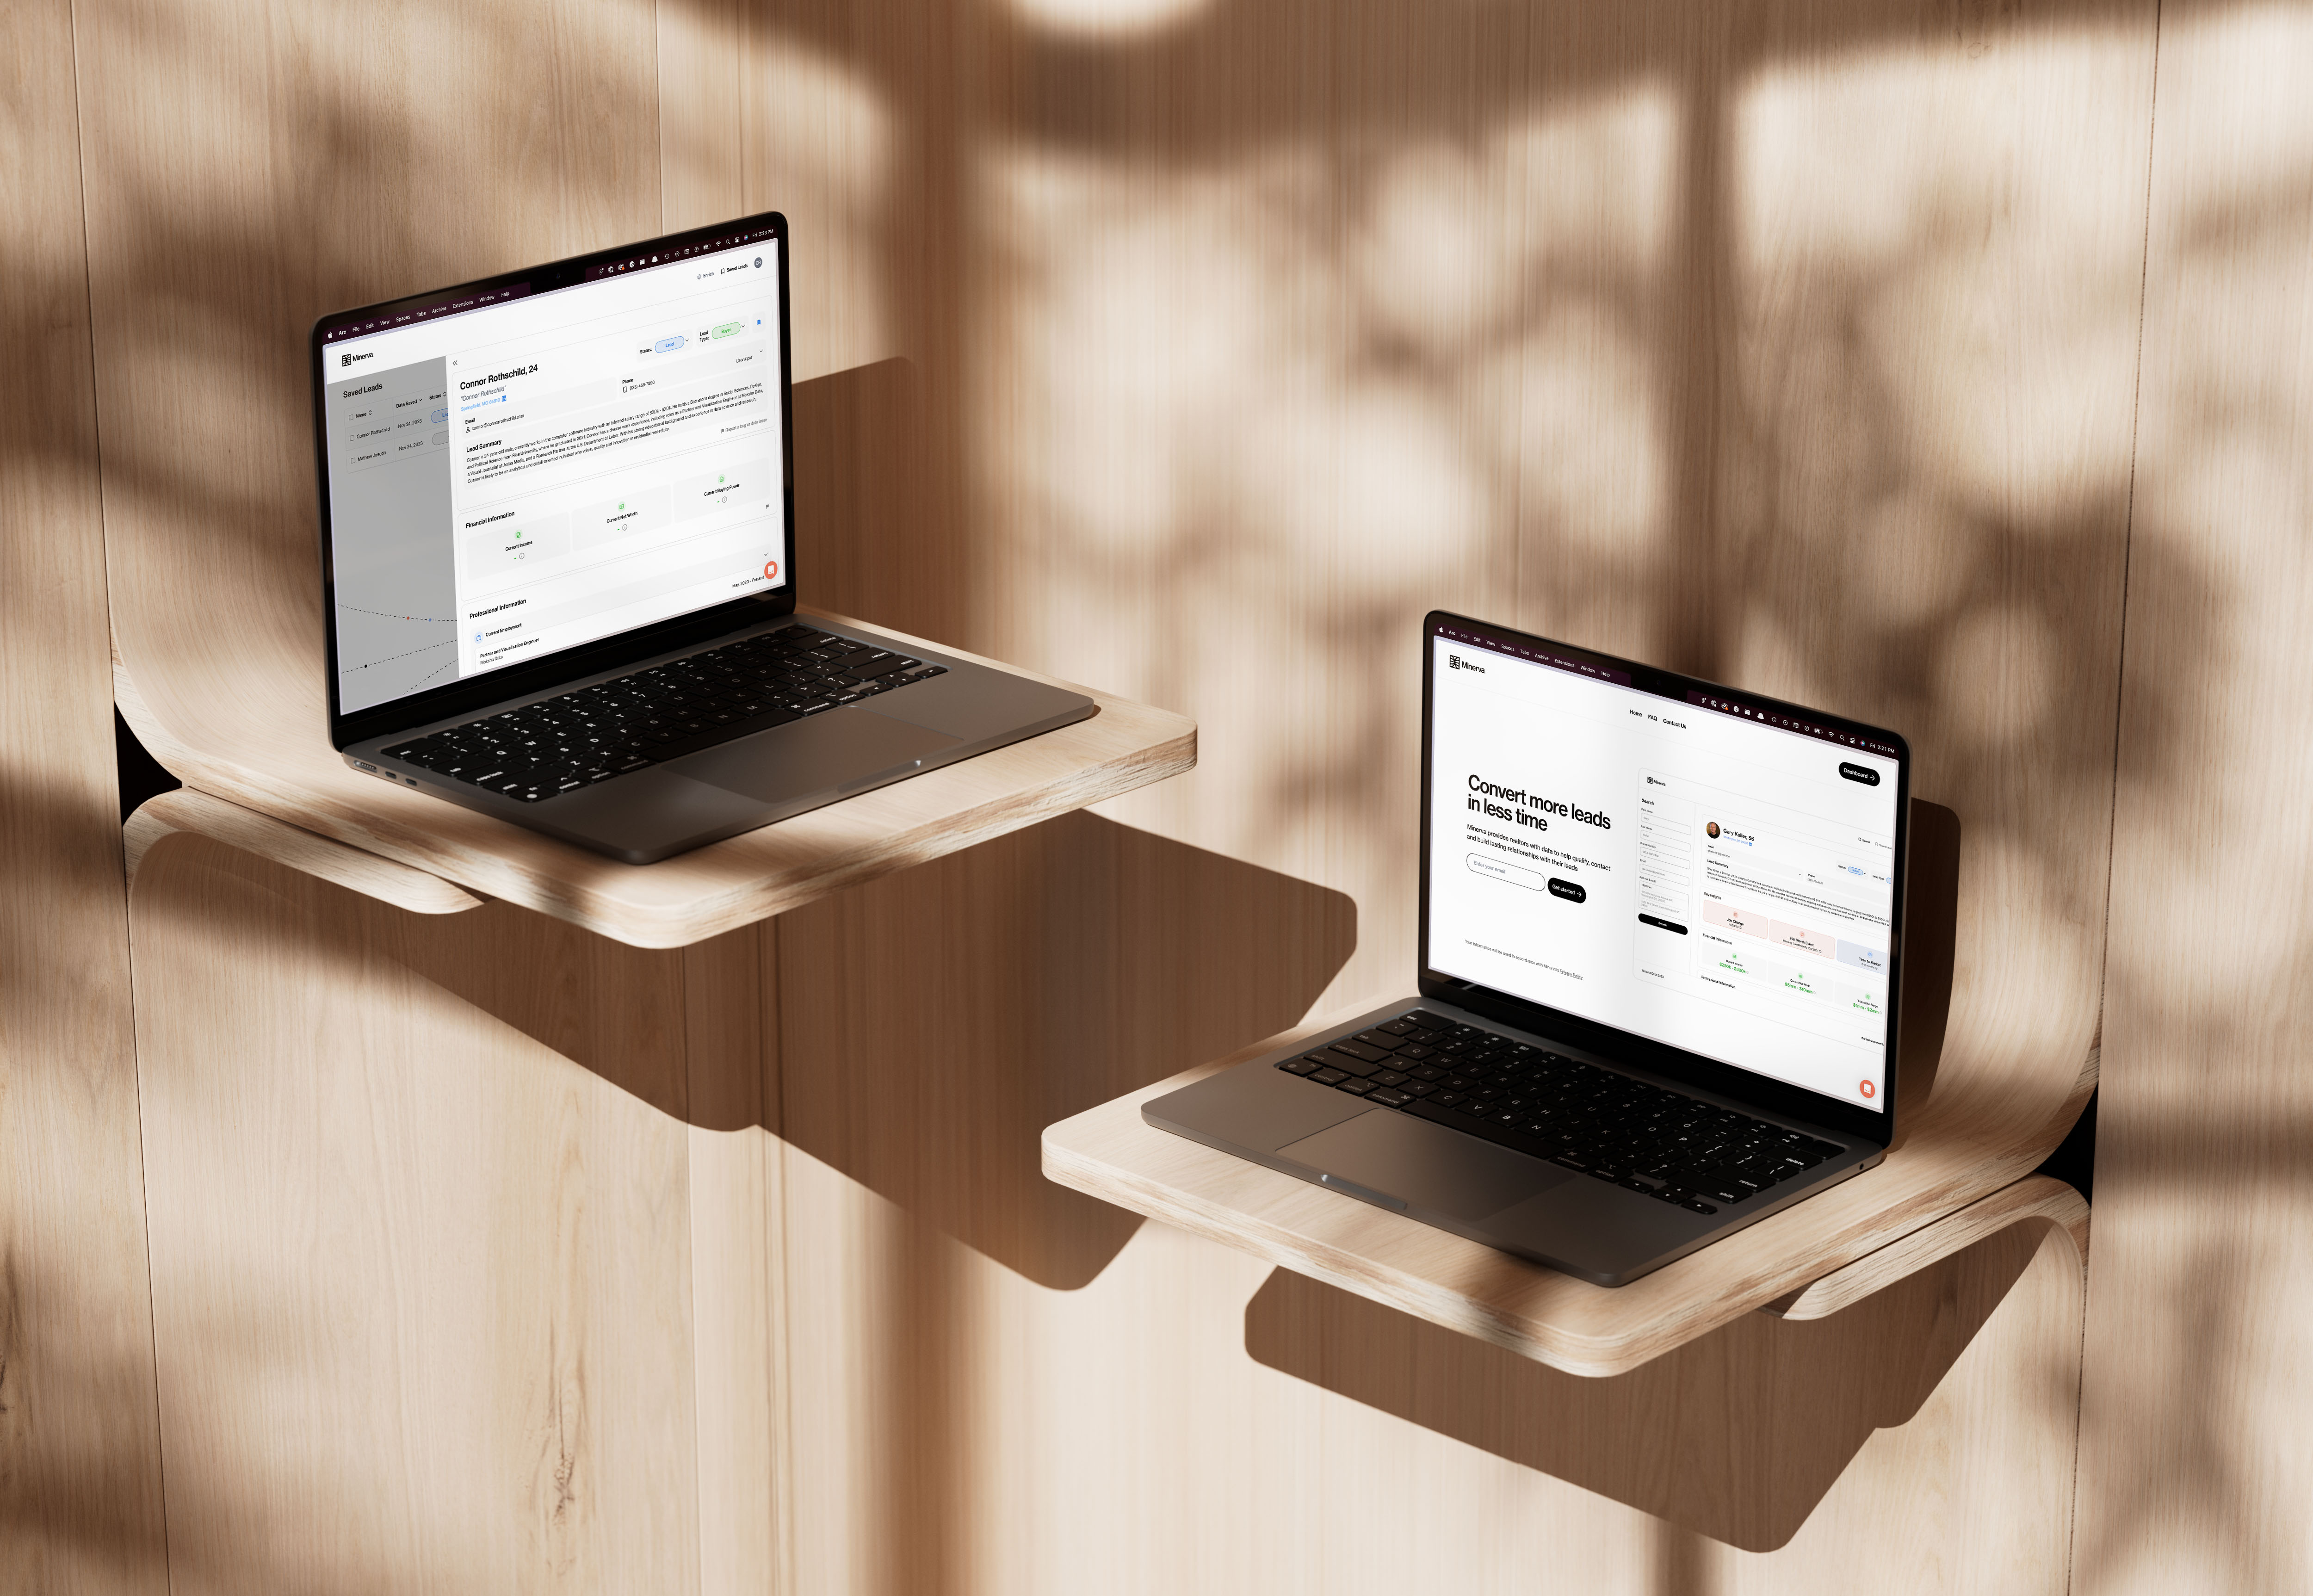 Arc File Edit View Spaces Tabs Archive Extensions Window Help
Fri 2:23 PM
Minerva
Search
Saved Leads
Saved Leads
Name
Date Saved
Status
Connor Rothschild
Nov 24, 2023
Mathew Joseph
Nov 24, 2023
Connor Rothschild, 24
"Connor Rothschild"
Status
Lead
Lead Type:
Buyer
User Input
Email
connor@connorrothschild.com
Phone
(123) 456-7890
Lead Summary
Connor, a 24-year-old male, currently works in the computer software industry with an inferred salary range of
He holds a Bachelor's degree in Social Sciences, Design,
and Political Science from Rice University, where he graduated in 2021. Connor has a diverse work experience, including roles as a Partner and Visualization Engineer at Moksha Data,
a Visual Journalist at Axios Media, and a Research Partner at the U.S. Department of Labor. With his strong educational background and experience in data science and research,
Connor is likely to be an analytical and detail-oriented individual who values quality and innovation in residential real estate.
Report a bug or data issue
Financial Information
Current Income
Current Net Worth
Current Buying Power
Professional Information
Current Employment
Partner and Visualization Engineer
Moksha Data
May, 2020 - Present
Arc File Edit View Spaces Tabs Archive Extensions Window Help
Fri 2:21 PM
Minerva
Home FAQ Contact Us
Dashboard →
Convert more leads
in less time
Minerva provides realtors with data to help qualify, contact
and build lasting relationships with their leads
Enter your email
Get started →
Your information will be used in accordance with Minerva's Privacy Policy.
Minerva
Search
Gary Keller, 56
Lead Summary
Key Insights
Job Change
Net Worth Event
Time to Market
Financial Information
Professional Information